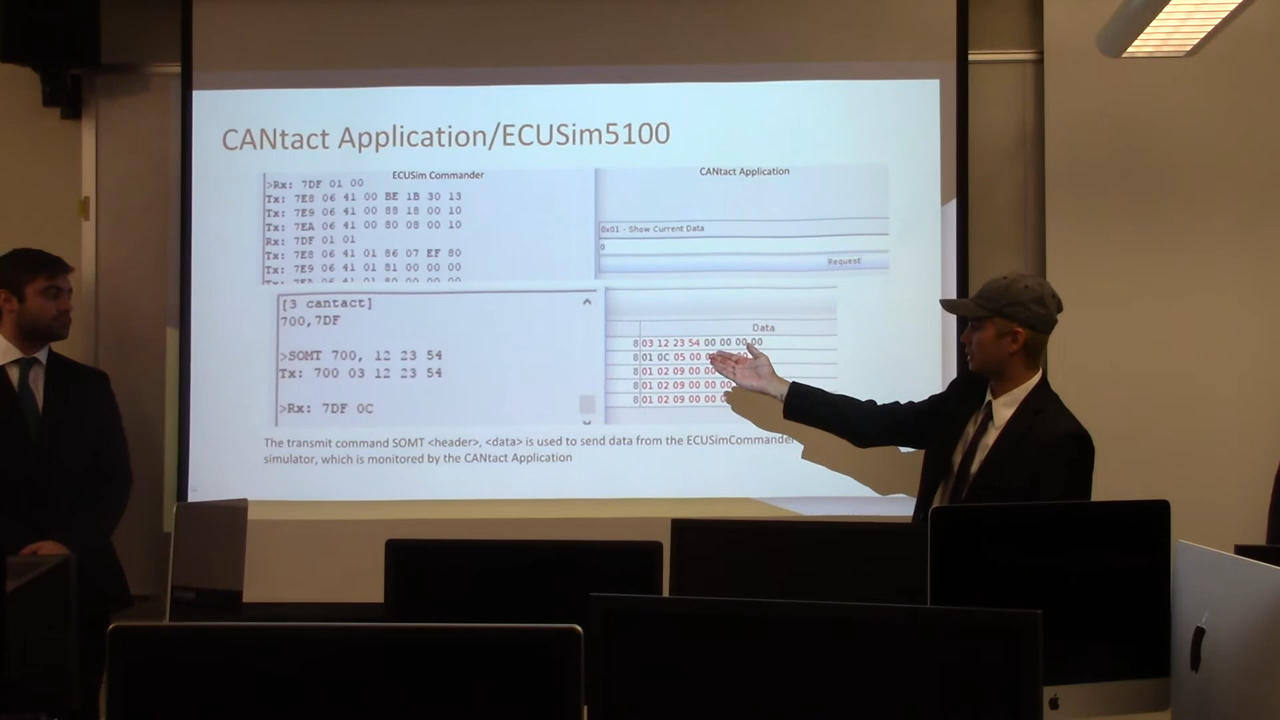 CANtact Application/ECUSim5100
ECUSim Commander
>Rx: 7DF 01 00
Tx: 7E8 06 41 00 BE 1B 30 13
Tx: 7E9 06 41 00 88 18 00 10
Tx: 7EA 06 41 00 80 08 00 10
Rx: 7DF 01 01
Tx: 7E8 06 41 01 86 07 EF 80
Tx: 7E9 06 41 01 81 00 00 00
CANtact Application
0x01 - Show Current Data
0
Request
[3 cantact]
700,7DF
>SOMT 700, 12 23 54
Tx: 700 03 12 23 54
>Rx: 7DF 0C
Data
8 03 12 23 54 00 00 00 00
8 01 0C 05 00 0
8 01 02 09 00 00
8 01 02 09 00 00 0
8 01 02 09 00 00 0
The transmit command SOMT <header>, <data> is used to send data from the ECUSimCommander
simulator, which is monitored by the CANtact Application